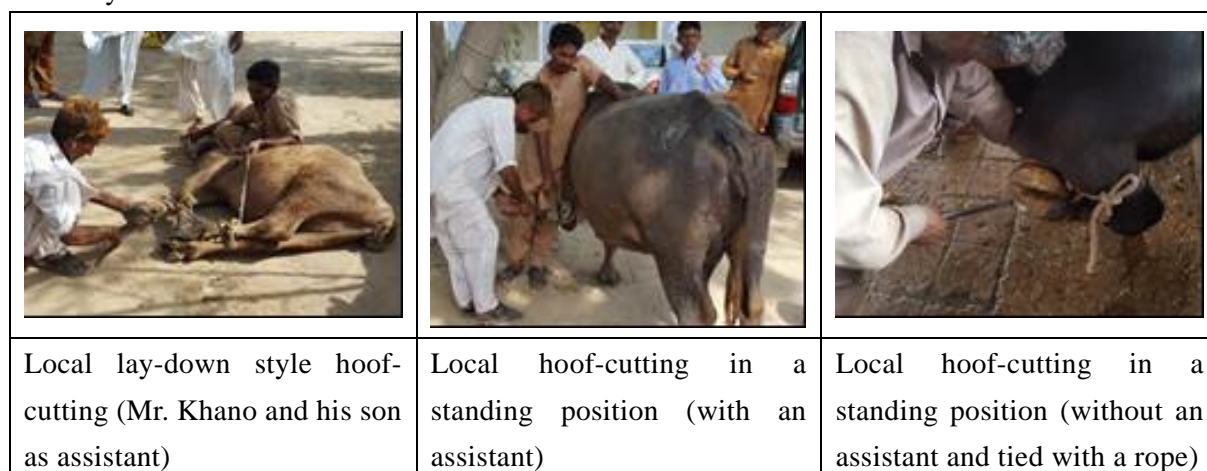 Local lay-down style hoof-
cutting (Mr. Khano and his son
as assistant)
Local hoof-cutting in a
standing position (with an
assistant)
Local hoof-cutting in a
standing position (without an
assistant and tied with a rope)